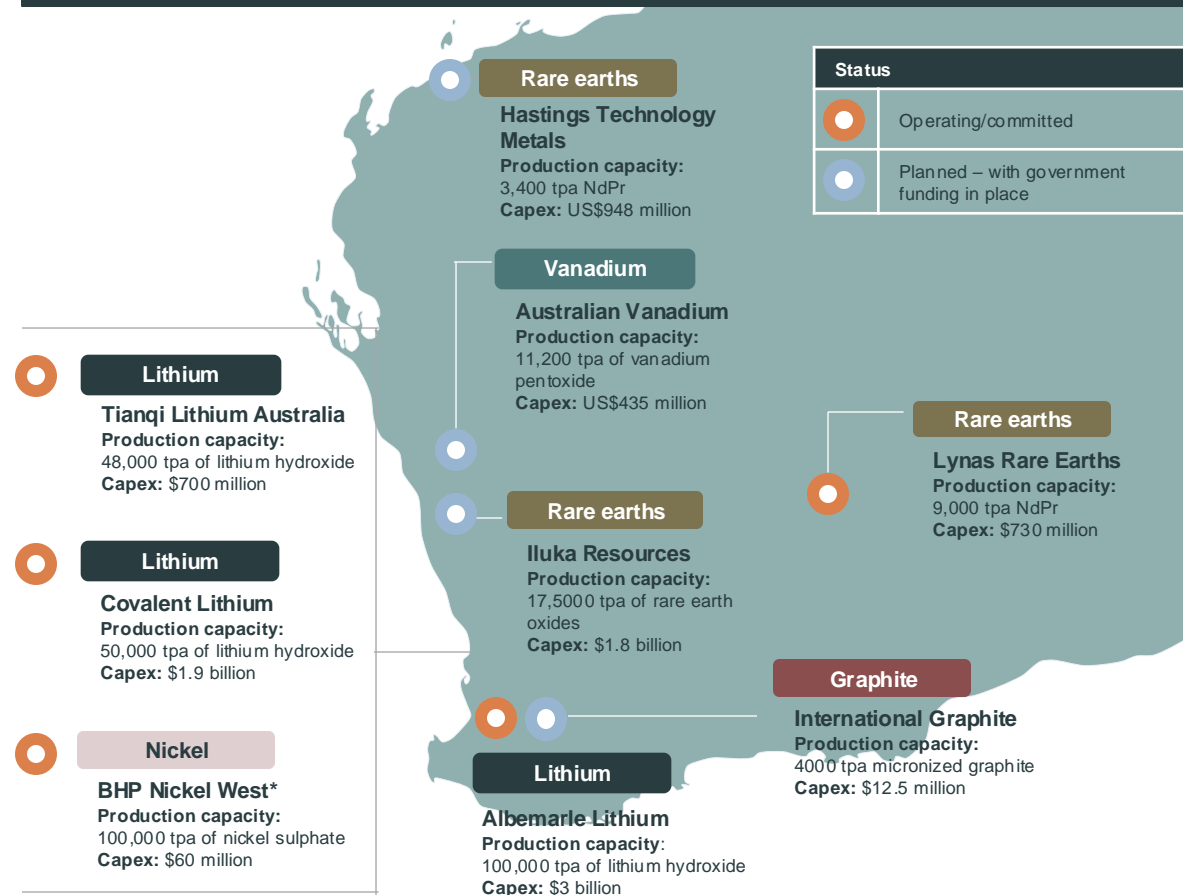 Rare earths
Hastings Technology
Metals
Production capacity:
3,400 tpa NdPr
Capex: US$948 million
Status
Operating/committed
Planned – with government
funding in place
Vanadium
Australian Vanadium
Production capacity:
11,200 tpa of vanadium
pentoxide
Capex: US$435 million
Lithium
Tianqi Lithium Australia
Production capacity:
48,000 tpa of lithium hydroxide
Capex: $700 million
Rare earths
Lynas Rare Earths
Production capacity:
9,000 tpa NdPr
Capex: $730 million
Rare earths
Iluka Resources
Production capacity:
17,5000 tpa of rare earth
oxides
Capex: $1.8 billion
Lithium
Covalent Lithium
Production capacity:
50,000 tpa of lithium hydroxide
Capex: $1.9 billion
Graphite
International Graphite
Production capacity:
4000 tpa micronized graphite
Capex: $12.5 million
Nickel
BHP Nickel West*
Production capacity:
100,000 tpa of nickel sulphate
Capex: $60 million
Lithium
Albemarle Lithium
Production capacity:
100,000 tpa of lithium hydroxide
Capex: $3 billion